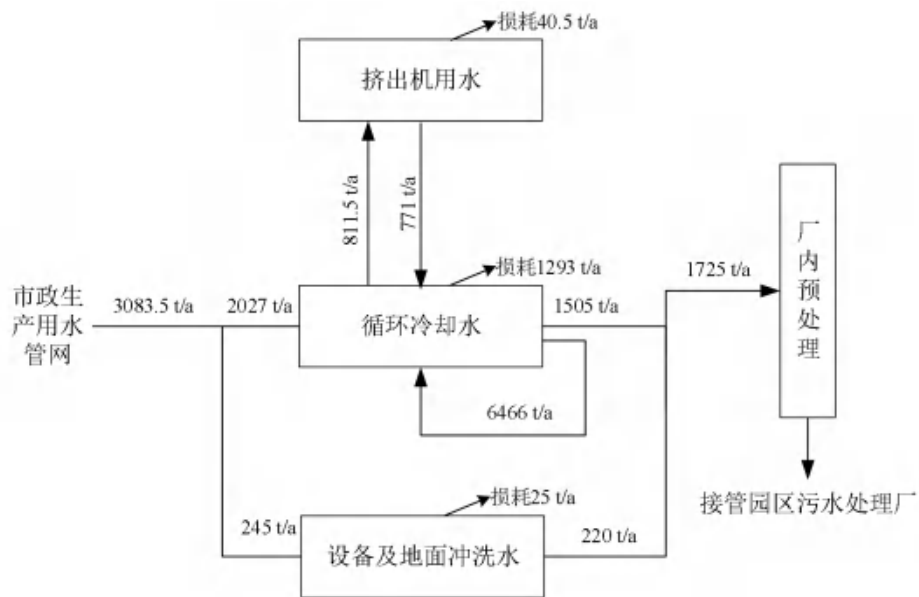 损耗40.5 t/a
挤出机用水
811.5 t/a
771 t/a
损耗1293 t/a
1725 t/a
厂内预处理
市政生
产用水
管网
3083.5 t/a
2027 t/a
循环冷却水
1505 t/a
6466 t/a
接管园区污水处理厂
损耗25 t/a
245 t/a
设备及地面冲洗水
220 t/a